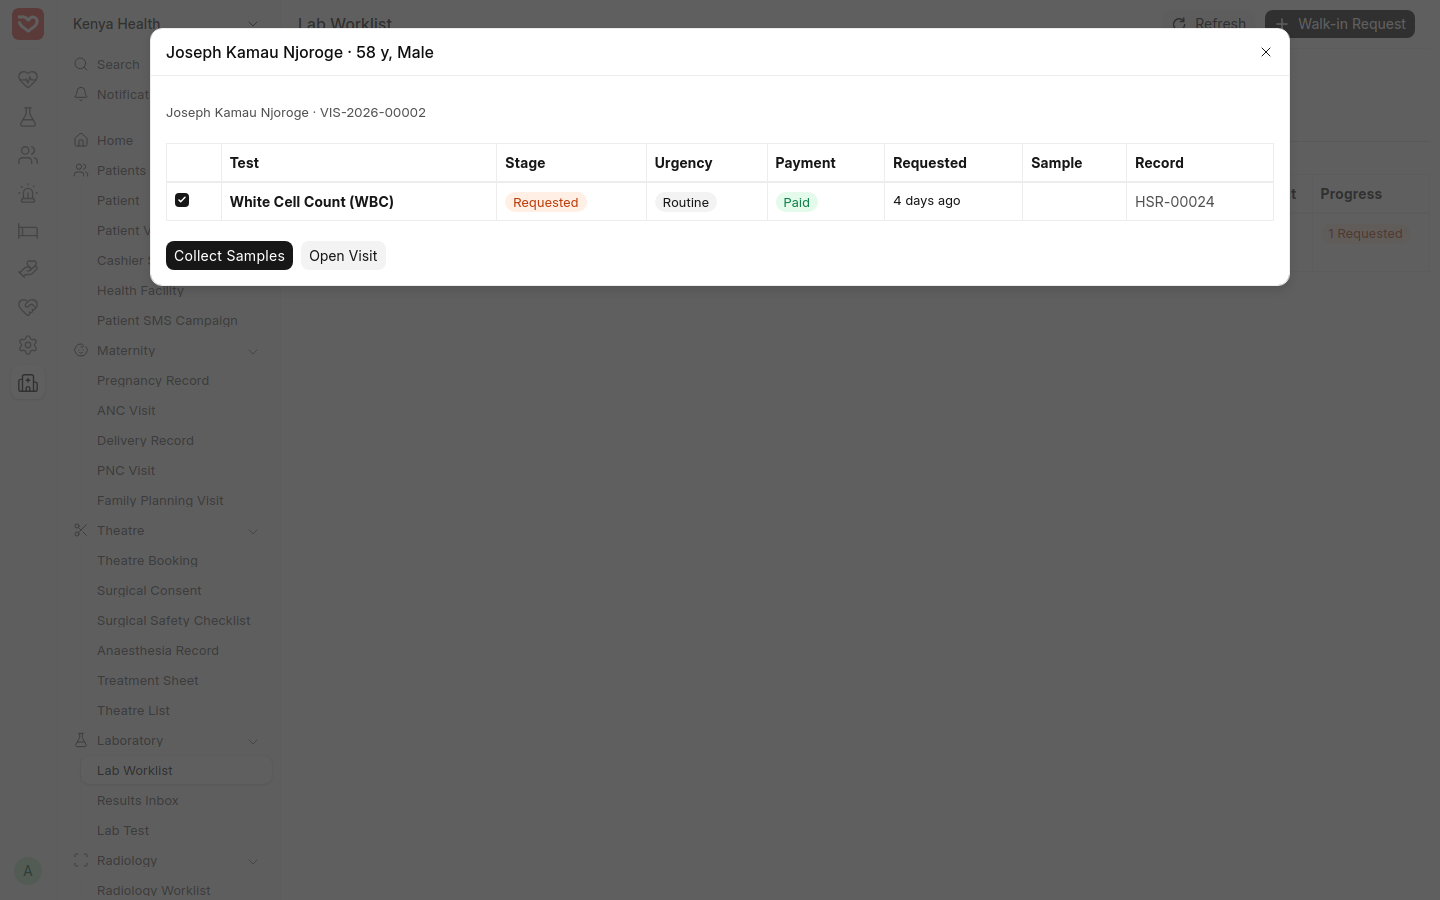 Kenya Health
Lab Worklist
Refresh
Walk-in Request
Joseph Kamau Njoroge · 58 y, Male
Search
Joseph Kamau Njoroge · VIS-2026-00002
Home
Patients
Patient
Patient V
Cashier
Health Facility
Patient SMS Campaign
Maternity
Pregnancy Record
ANC Visit
Delivery Record
PNC Visit
Family Planning Visit
Theatre
Theatre Booking
Surgical Consent
Surgical Safety Checklist
Anaesthesia Record
Treatment Sheet
Theatre List
Laboratory
Lab Worklist
Results Inbox
Lab Test
Radiology
Radiology Worklist
A
Test Stage Urgency Payment Requested Sample Record
White Cell Count (WBC) Requested Routine Paid 4 days ago HSR-00024
Collect Samples Open Visit
Progress
1 Requested